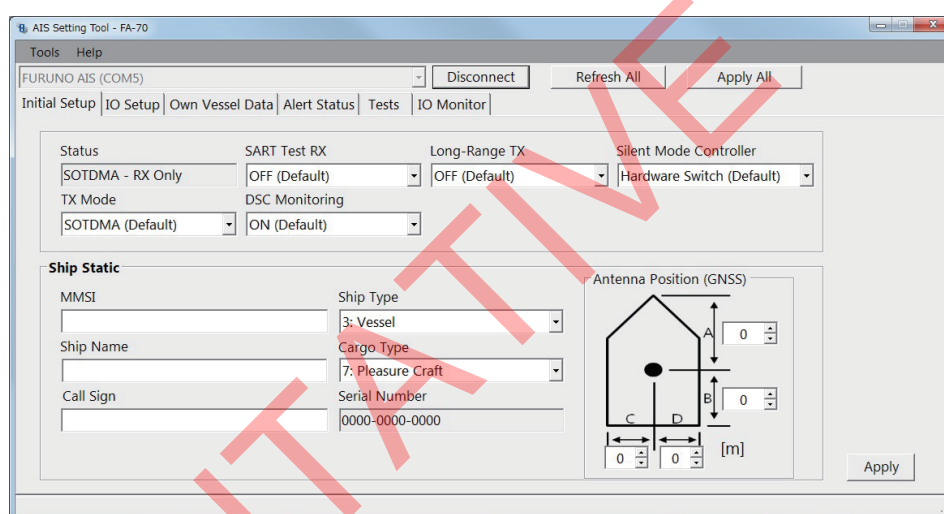 AIS Setting Tool - FA-70
Tools Help
FURUNO AIS (COM5) Disconnect Refresh All Apply All
Initial Setup IO Setup Own Vessel Data Alert Status Tests IO Monitor
Status SART Test RX Long-Range TX Silent Mode Controller
SOTDMA - RX Only OFF (Default) OFF (Default) Hardware Switch (Default)
TX Mode DSC Monitoring
SOTDMA (Default) ON (Default)
Ship Static
Antenna Position (GNSS)
MMSI Ship Type
3: Vessel
A 0
Ship Name Cargo Type
7: Pleasure Craft
B 0
Call Sign Serial Number
0000-0000-0000
C D
0 0 [m]
Apply
NTATIVE